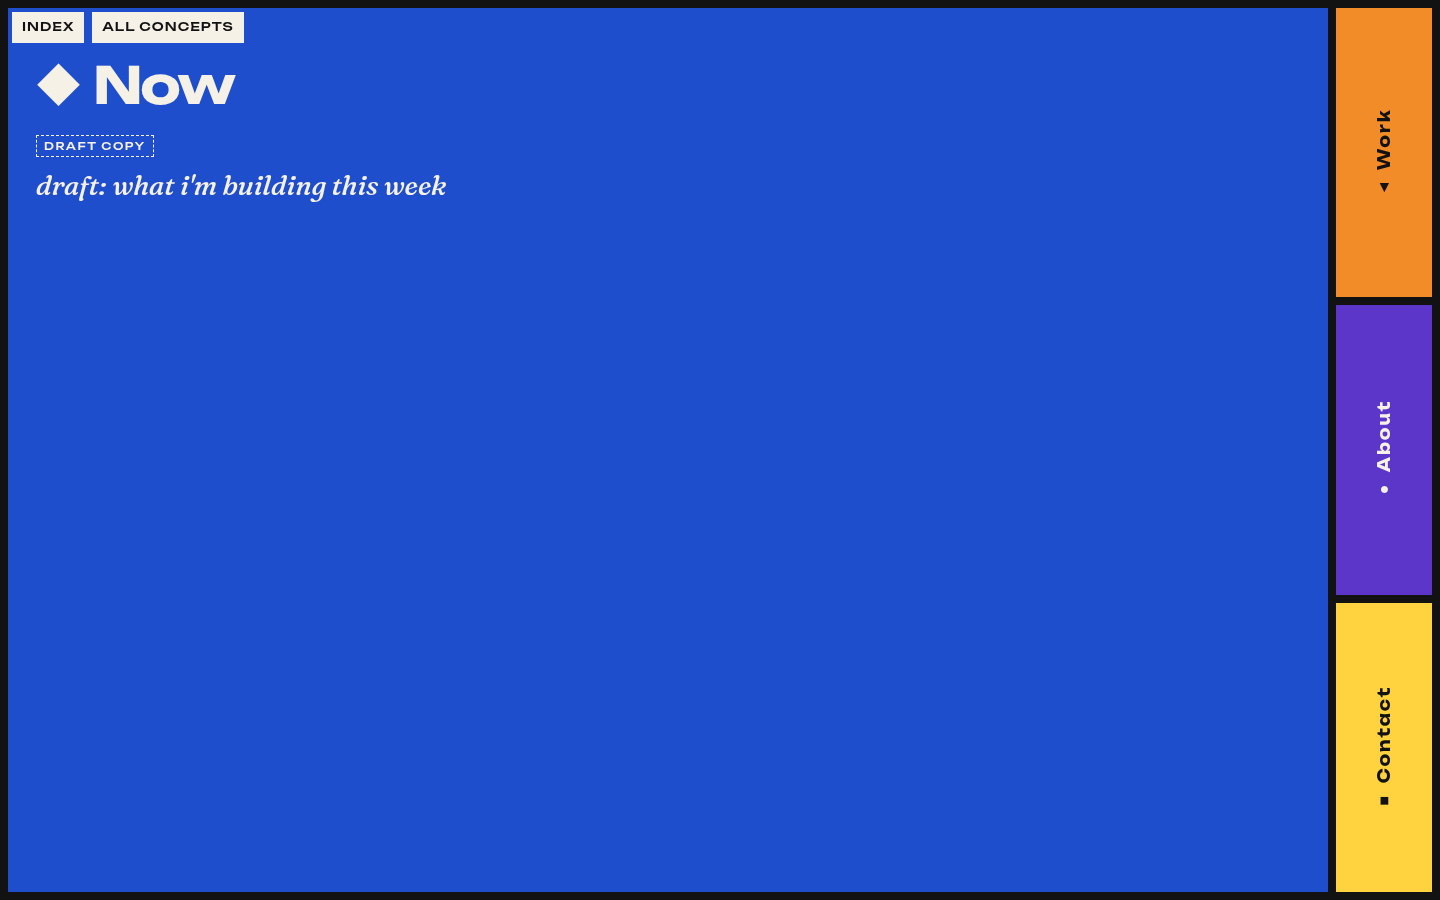 INDEX
ALL CONCEPTS
Now
DRAFT COPY
draft: what i'm building this week
Work
About
Contact